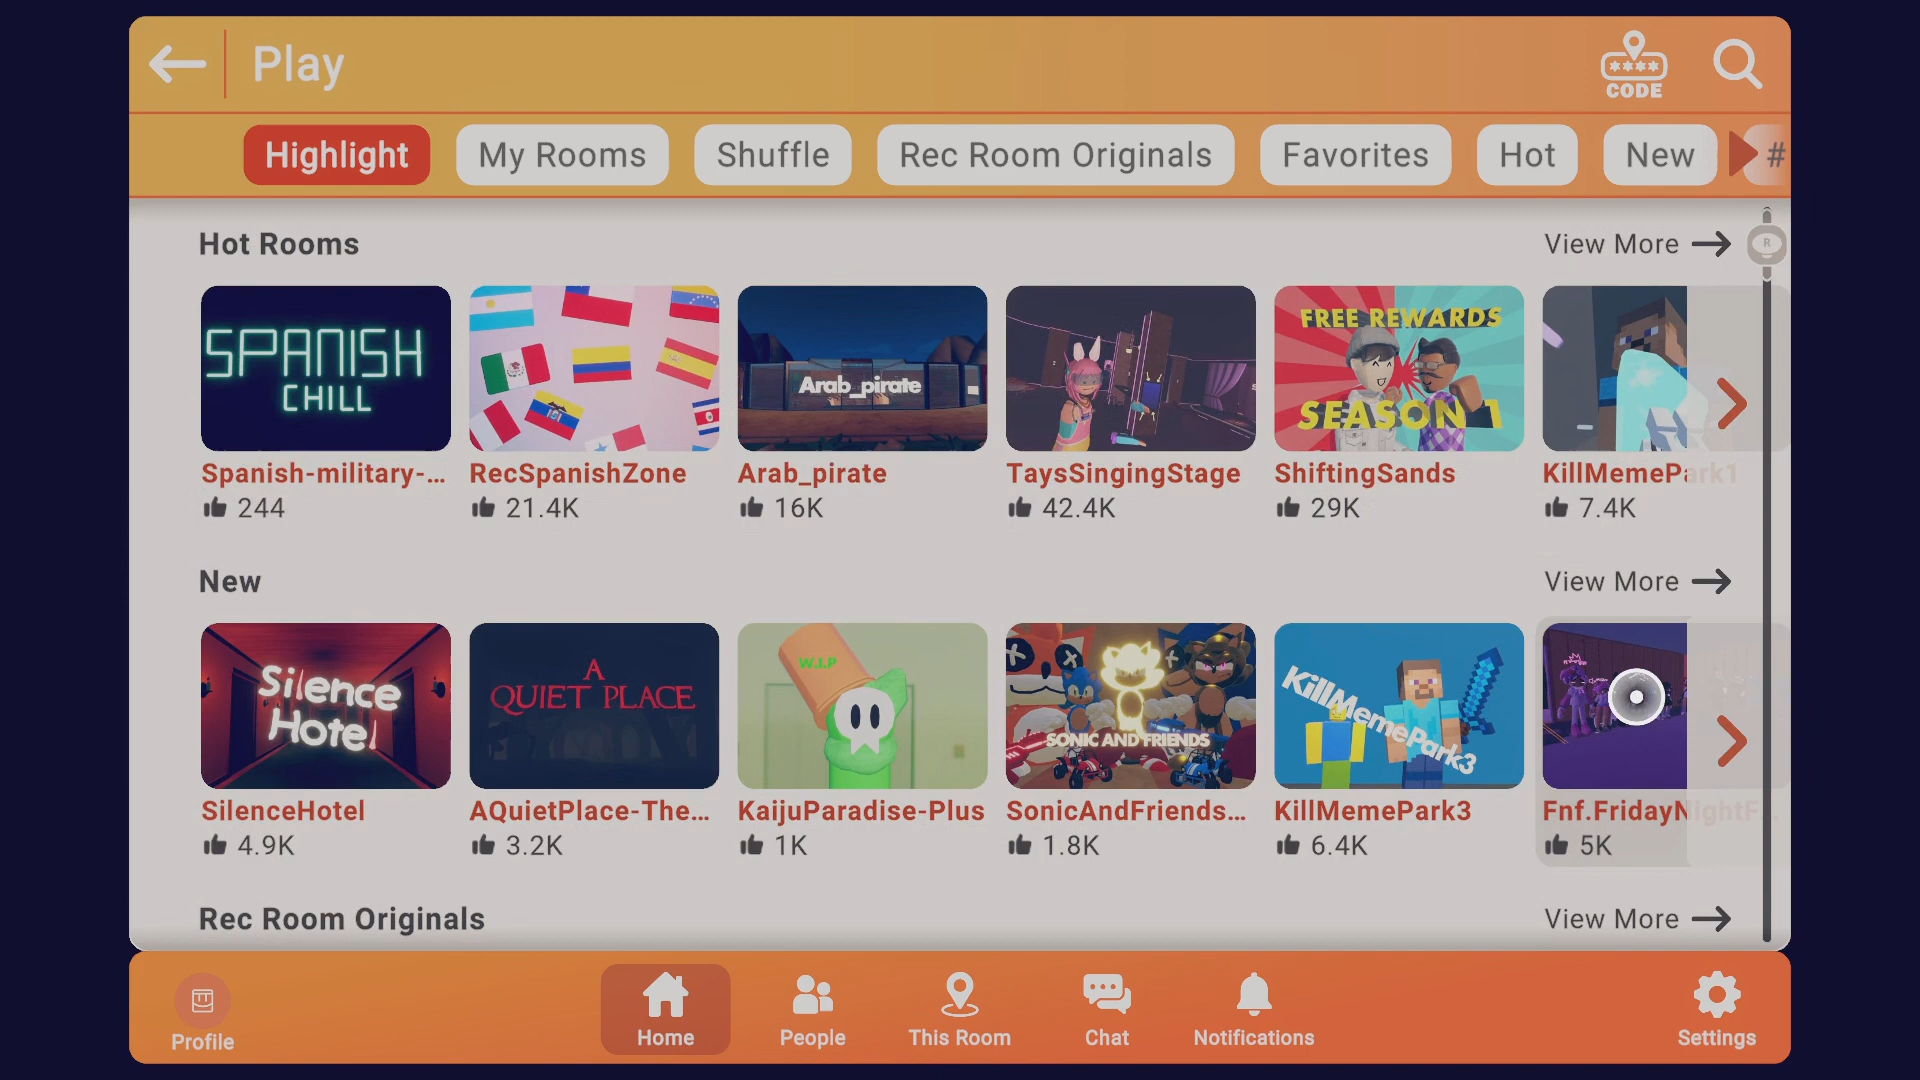 Play
CODE
Highlight
My Rooms
Shuffle
Rec Room Originals
Favorites
Hot
New
#
Hot Rooms
View More
R
SPANISH
CHILL
Arab_pirate
FREE REWARDS
SEASON 1
Spanish-military-...
RecSpanishZone
Arab_pirate
TaysSingingStage
ShiftingSands
KillMemePark1
244
21.4K
16K
42.4K
29K
7.4K
New
View More
Silence
Hotel
A
QUIET PLACE
W.I.P
SONIC AND FRIENDS
KillMemePark3
SilenceHotel
AQuietPlace-The...
KaijuParadise-Plus
SonicAndFriends...
KillMemePark3
Fnf.FridayNightF...
4.9K
3.2K
1K
1.8K
6.4K
5K
Rec Room Originals
View More
Profile
Home
People
This Room
Chat
Notifications
Settings